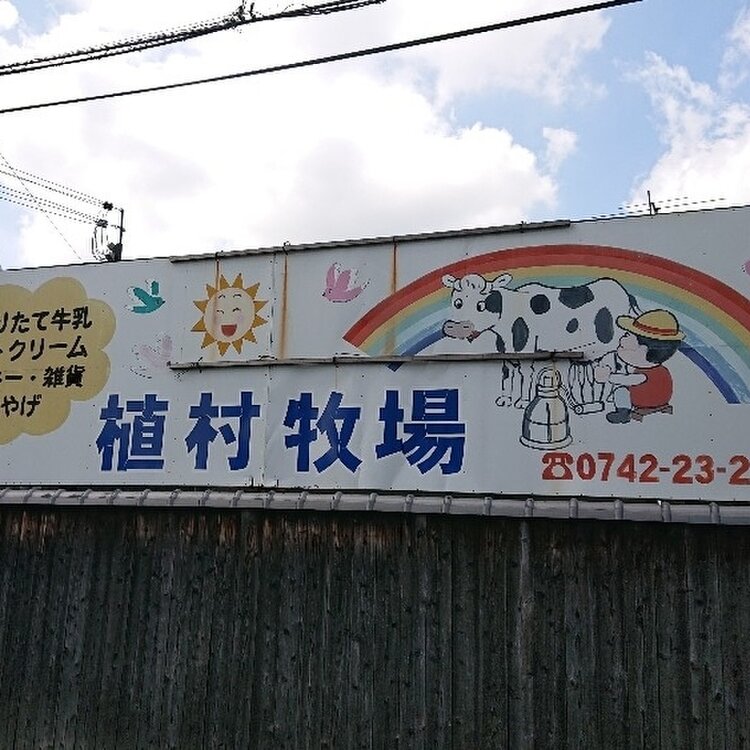 りたて牛乳
クリーム
ー・雑貨
やげ
植村牧場
☎0742-23-2